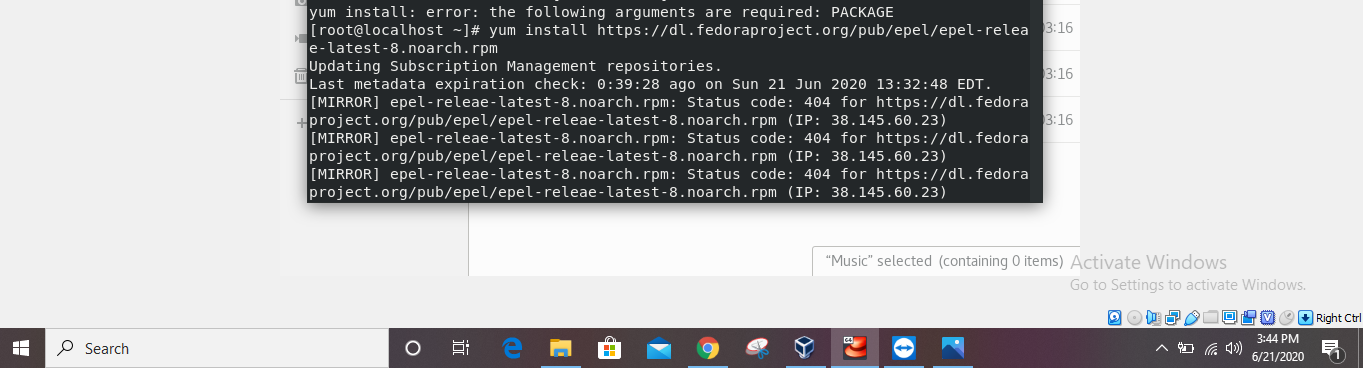 yum install: error: the following arguments are required: PACKAGE
[root@localhost ~]# yum install https://dl.fedoraproject.org/pub/epel/epel-relea
e-latest-8.noarch.rpm
Updating Subscription Management repositories.
Last metadata expiration check: 0:39:28 ago on Sun 21 Jun 2020 13:32:48 EDT.
[MIRROR] epel-releae-latest-8.noarch.rpm: Status code: 404 for https://dl.fedora
project.org/pub/epel/epel-releae-latest-8.noarch.rpm (IP: 38.145.60.23)
[MIRROR] epel-releae-latest-8.noarch.rpm: Status code: 404 for https://dl.fedora
project.org/pub/epel/epel-releae-latest-8.noarch.rpm (IP: 38.145.60.23)
[MIRROR] epel-releae-latest-8.noarch.rpm: Status code: 404 for https://dl.fedora
project.org/pub/epel/epel-releae-latest-8.noarch.rpm (IP: 38.145.60.23)
03:16
03:16
03:16
“Music” selected (containing 0 items)
Activate Windows
Go to Settings to activate Windows.
Right Ctrl
Search
64
3:44 PM
6/21/2020
1